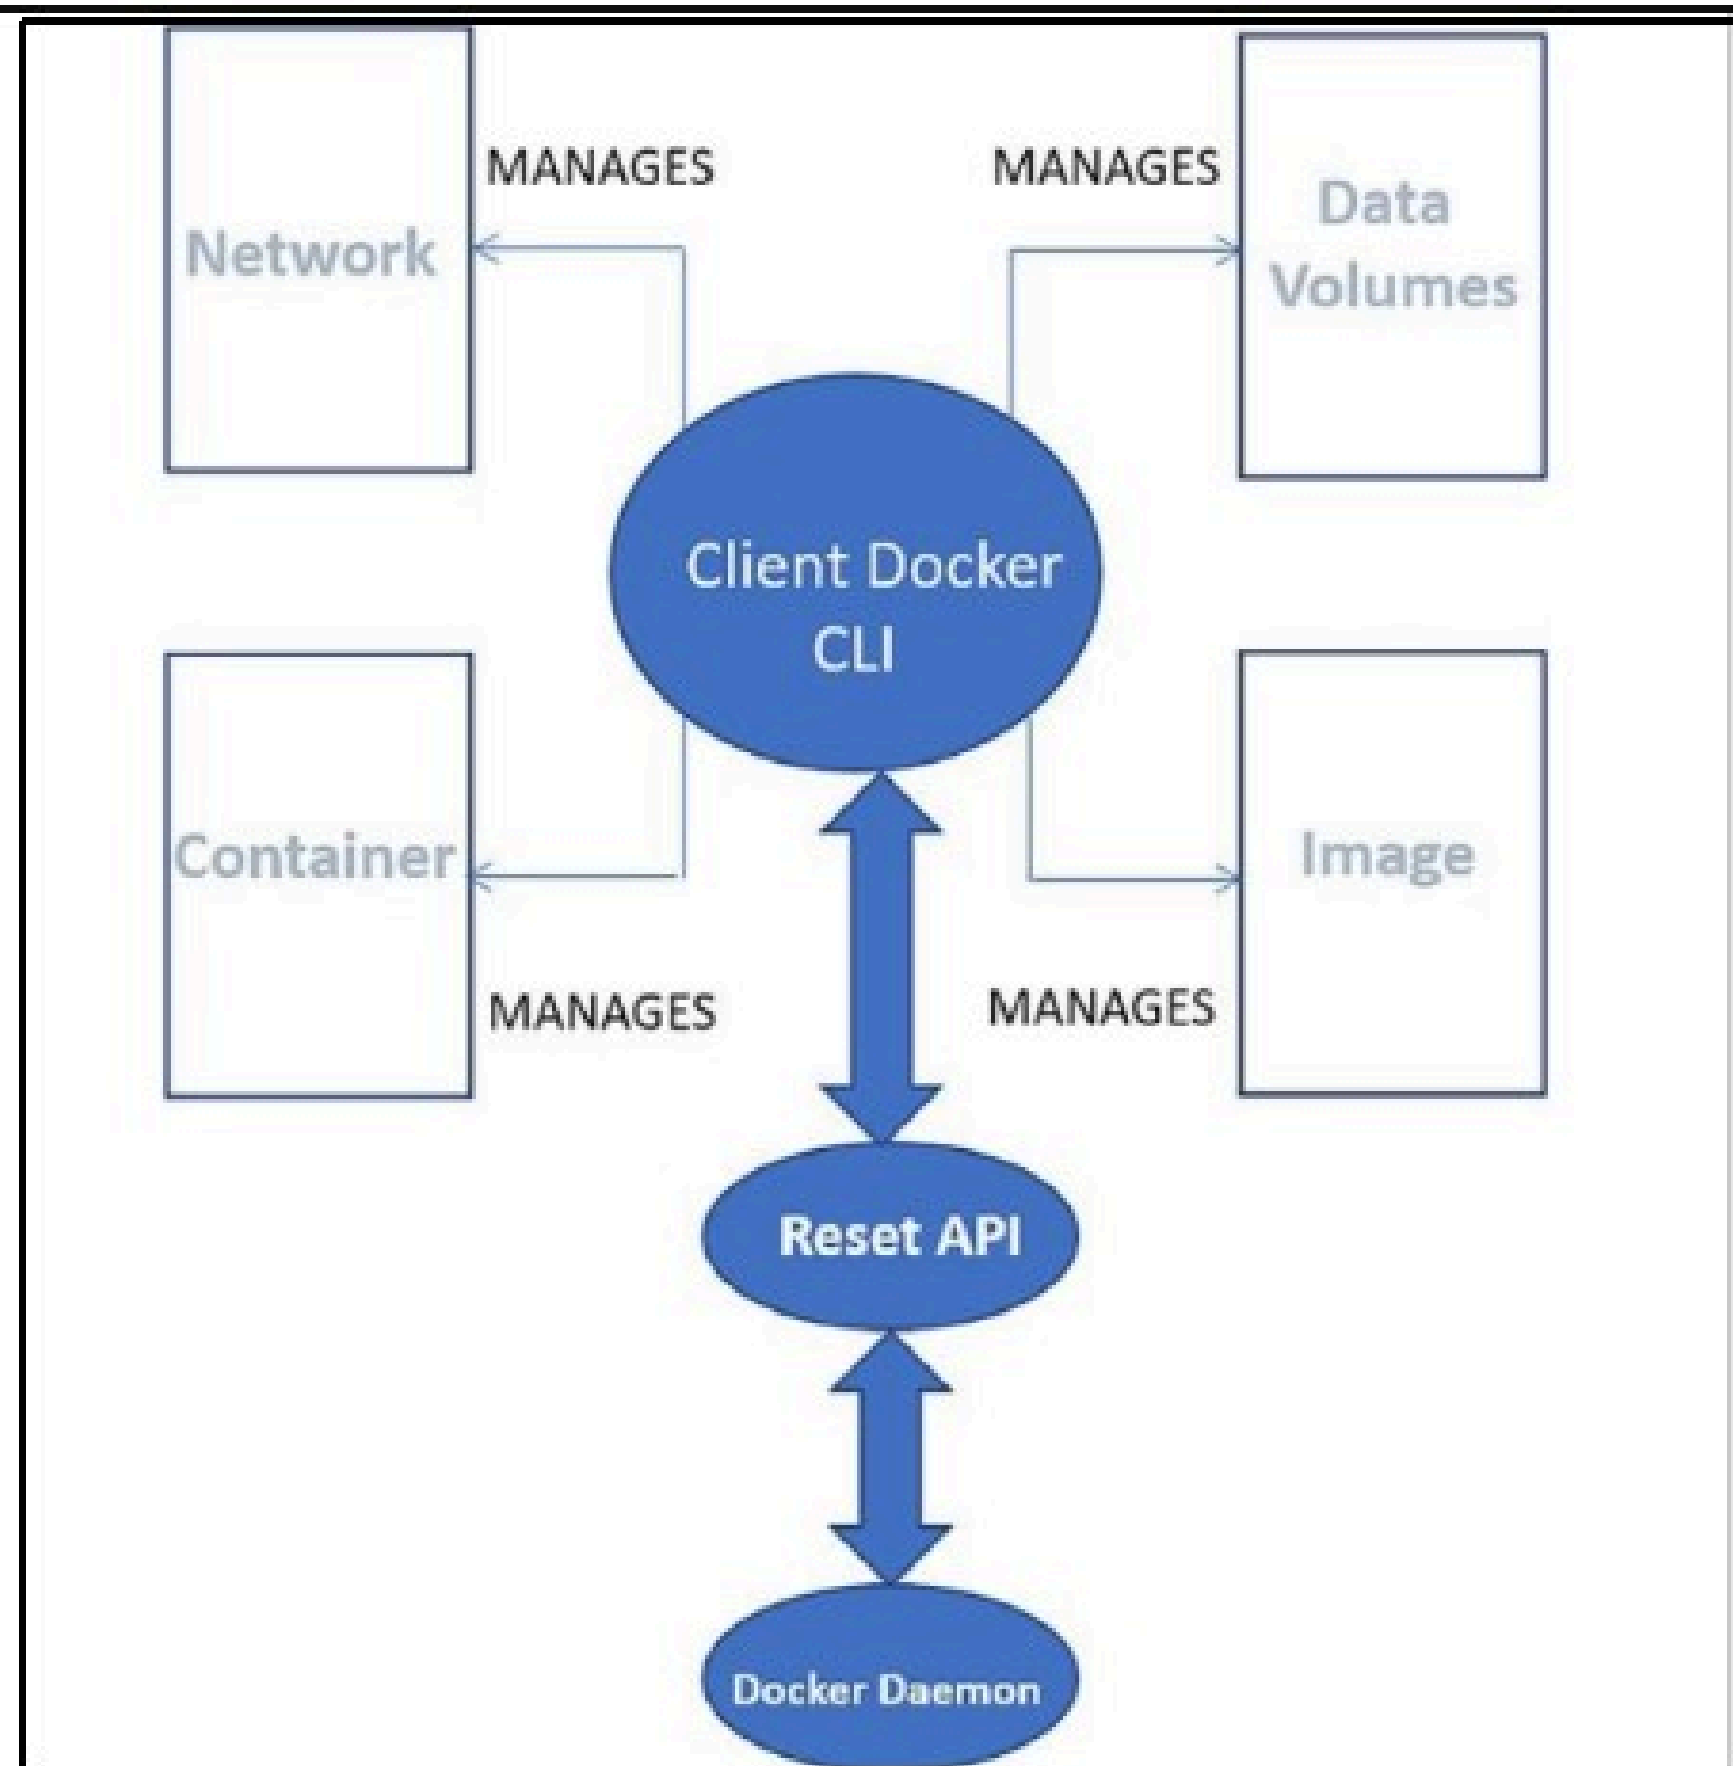 MANAGES
MANAGES
Network
Data
Volumes
Client Docker
CLI
Container
Image
MANAGES
MANAGES
Reset API
Docker Daemon